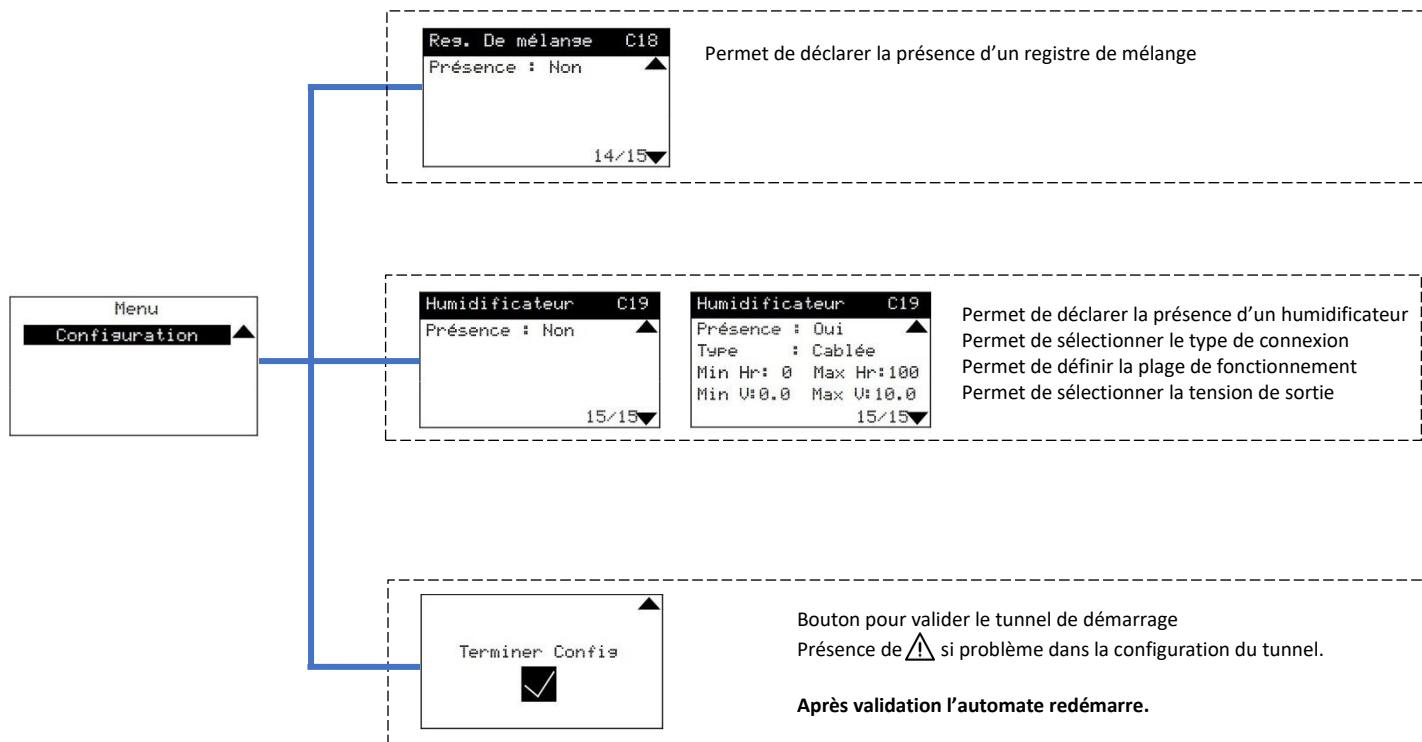 Reg. De mélange C18
Présence : Non
14/15
Permet de déclarer la présence d'un registre de mélange
Menu
Configuration
Humidificateur C19
Présence : Non
15/15
Humidificateur C19
Présence : Oui
Type : Cablée
Min Hr: 0 Max Hr:100
Min V:0.0 Max V:10.0
15/15
Permet de déclarer la présence d'un humidificateur
Permet de sélectionner le type de connexion
Permet de définir la plage de fonctionnement
Permet de sélectionner la tension de sortie
Terminer Config
Bouton pour valider le tunnel de démarrage
Présence de ⚠ si problème dans la configuration du tunnel.
Après validation l'automate redémarre.